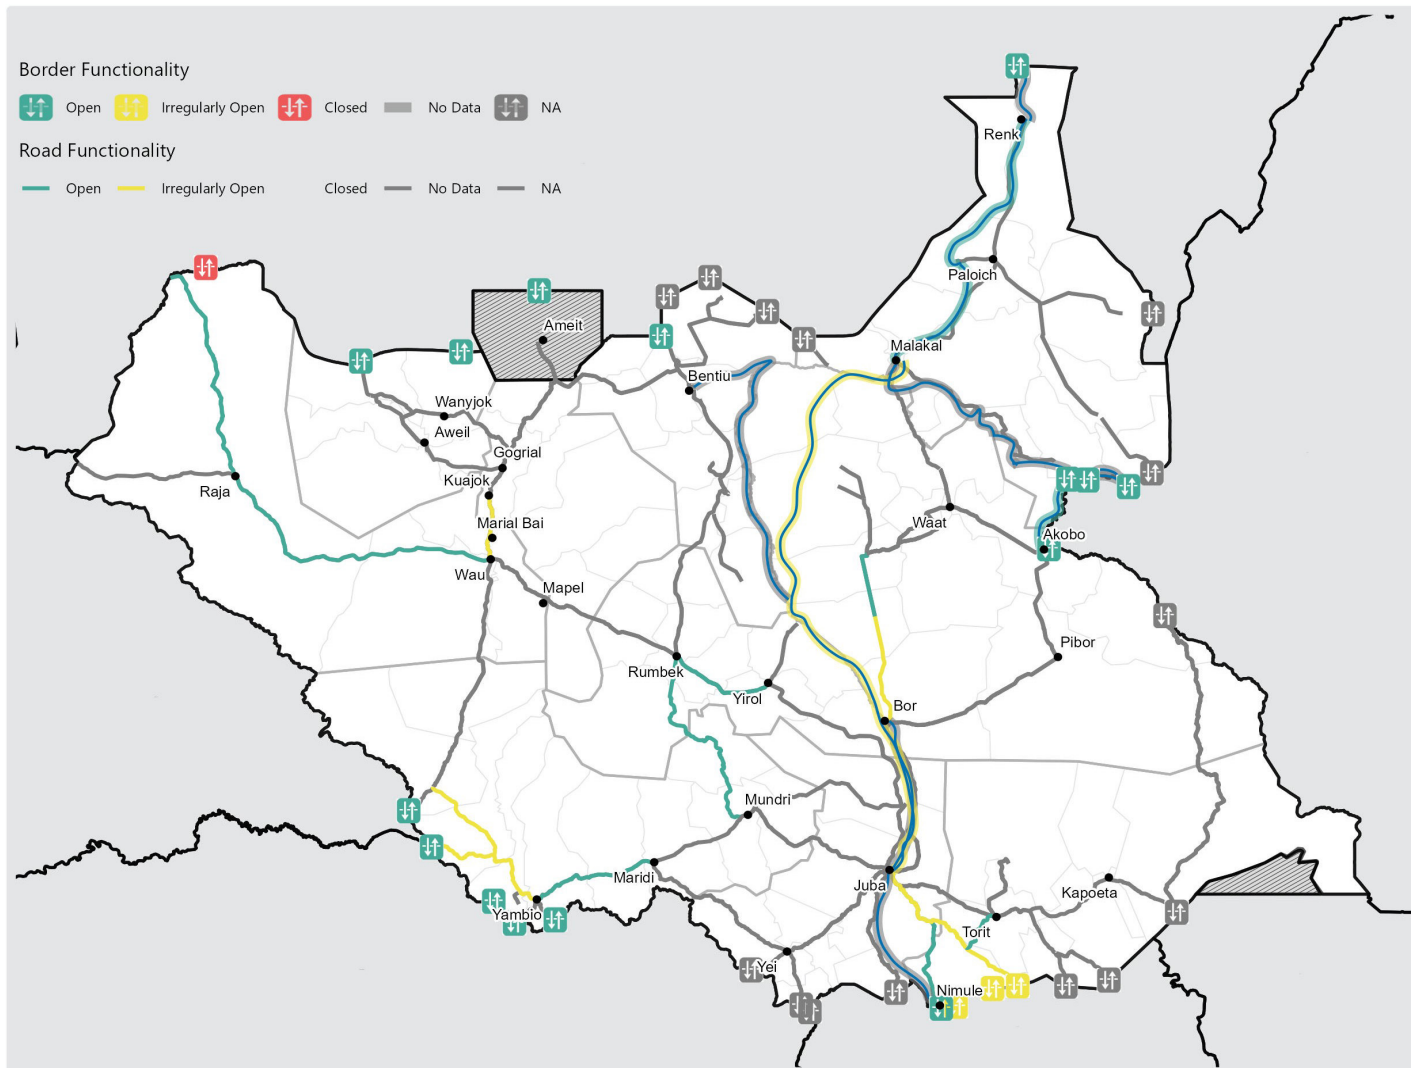 Border Functionality
Open Irregularly Open Closed No Data NA
Road Functionality
Open Irregularly Open Closed No Data NA
Renk
Paloich
Ameit
Malakal
Bentiu
Wanyjok
Aweil
Gogrial
Kuajok
Raja
Marial Bai
Waat
Akobo
Wau
Mapel
Pibor
Rumbek
Yirol
Bor
Mundri
Maridi
Juba
Kapoeta
Yambio
Torit
Yei
Nimule